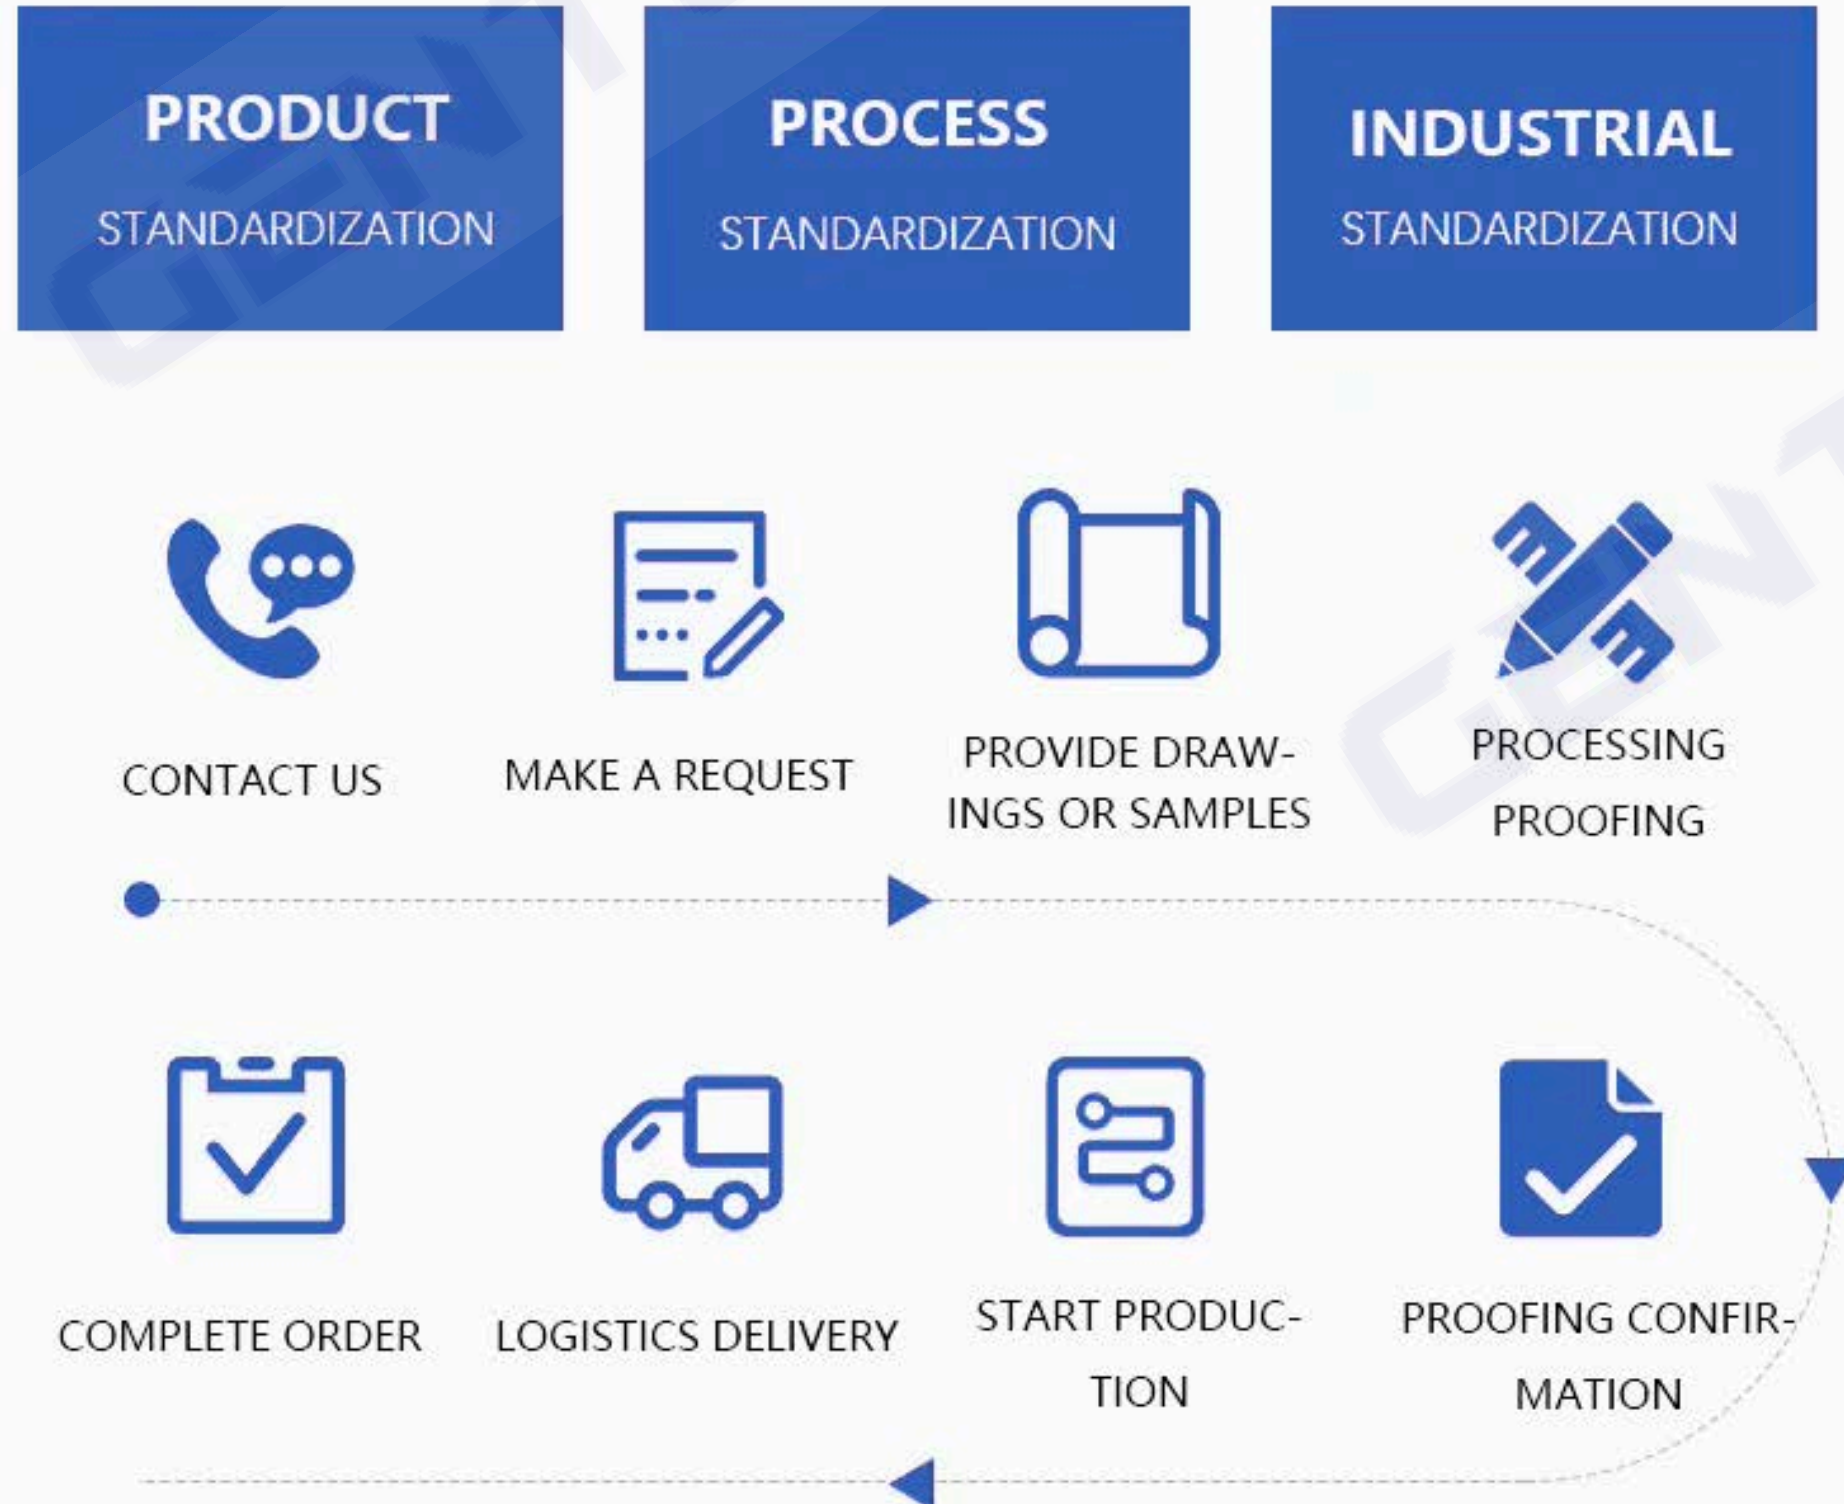 PRODUCT
STANDARDIZATION
PROCESS
STANDARDIZATION
INDUSTRIAL
STANDARDIZATION
CONTACT US
MAKE A REQUEST
PROVIDE DRAW-
INGS OR SAMPLES
PROCESSING
PROOFING
COMPLETE ORDER
LOGISTICS DELIVERY
START PRODUC-
TION
PROOFING CONFIR-
MATION